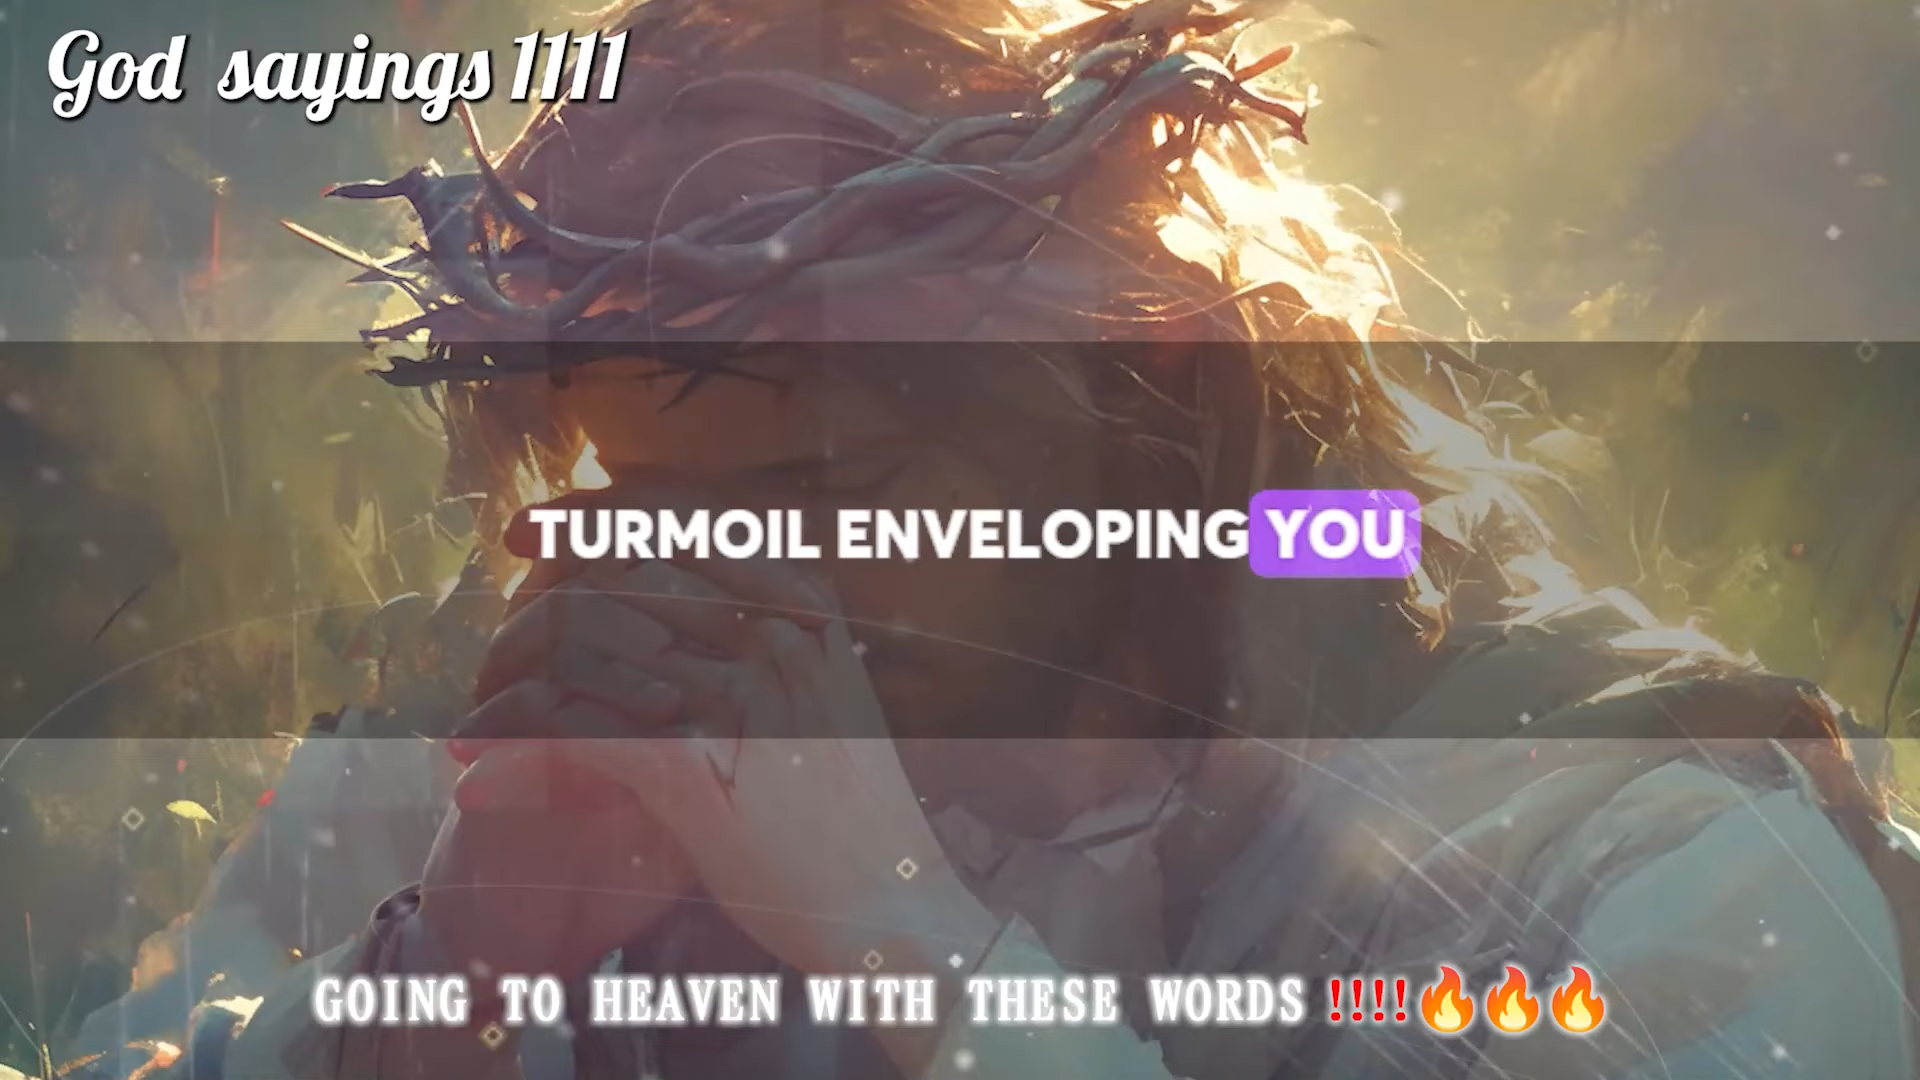 God sayings 1111
TURMOIL ENVELOPING YOU
GOING TO HEAVEN WITH THESE WORDS !!!!🔥🔥🔥